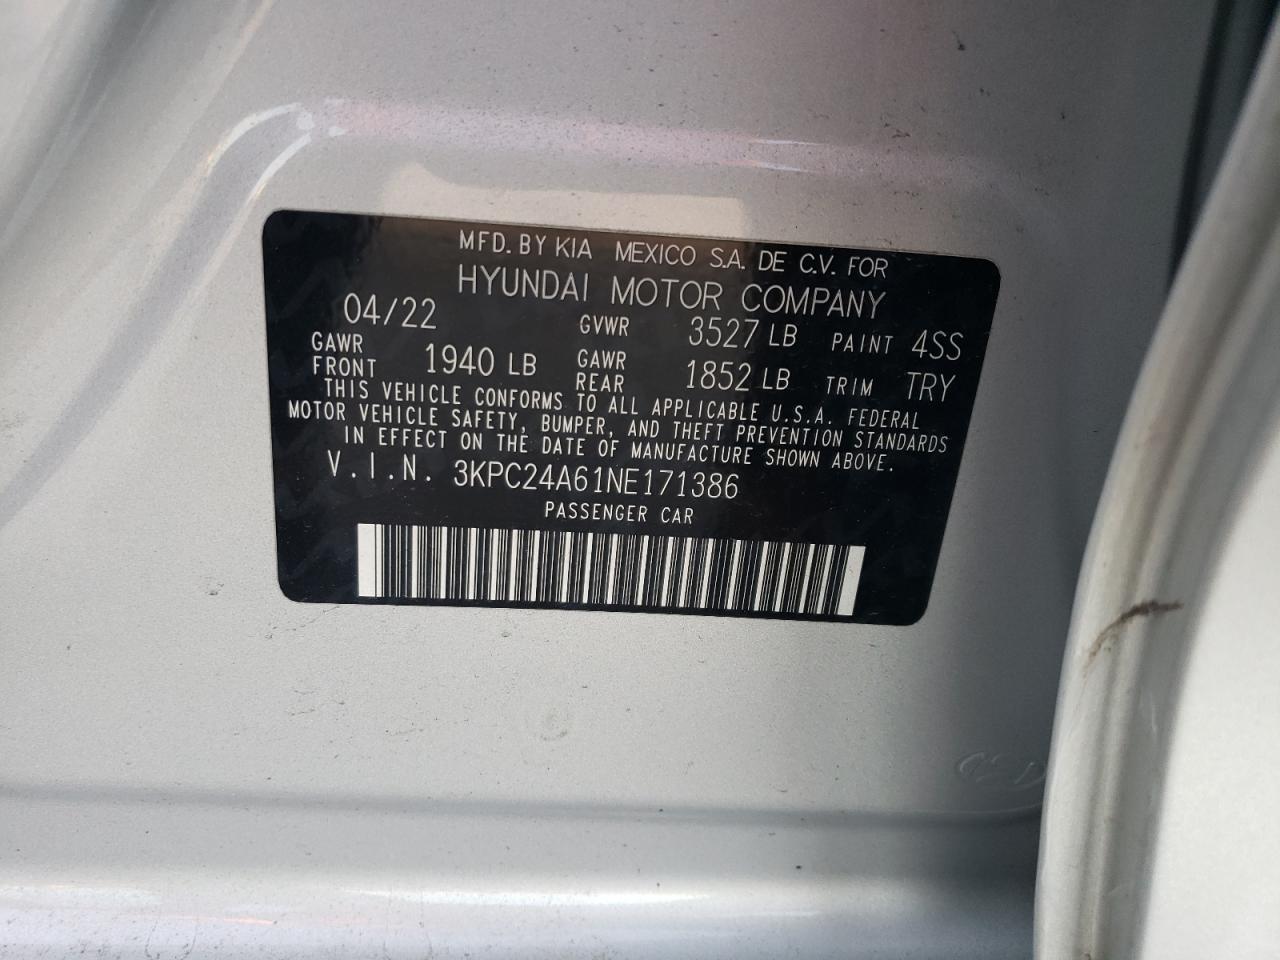 MFD. BY KIA MEXICO S.A. DE C.V. FOR
HYUNDAI MOTOR COMPANY
04/22 GVWR 3527 LB PAINT 4SS
GAWR FRONT 1940 LB GAWR REAR 1852 LB TRIM TRY
THIS VEHICLE CONFORMS TO ALL APPLICABLE U.S.A. FEDERAL
MOTOR VEHICLE SAFETY, BUMPER, AND THEFT PREVENTION STANDARDS
IN EFFECT ON THE DATE OF MANUFACTURE SHOWN ABOVE.
V.I.N. 3KPC24A61NE171386
PASSENGER CAR